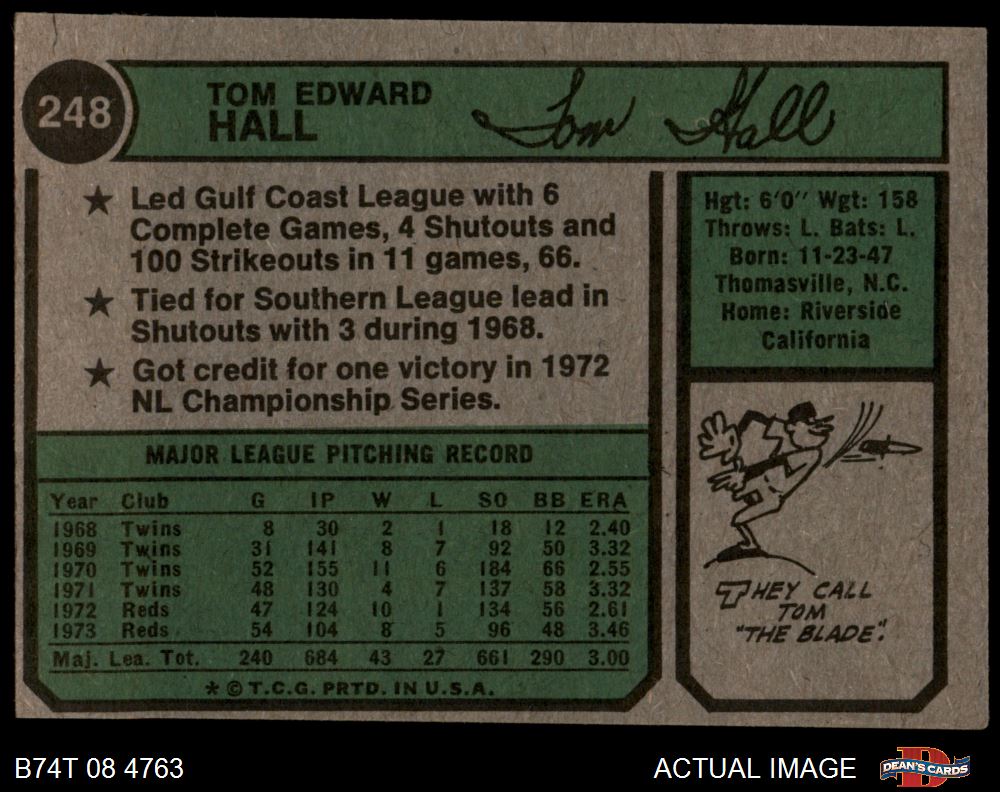 248
TOM EDWARD
HALL
Tom Hall
★ Led Gulf Coast League with 6
Complete Games, 4 Shutouts and
100 Strikeouts in 11 games, 66.
★ Tied for Southern League lead in
Shutouts with 3 during 1968.
★ Got credit for one victory in 1972
NL Championship Series.
Hgt: 6'0" Wgt: 158
Throws: L. Bats: L.
Born: 11-23-47
Thomasville, N.C.
Home: Riverside
California
MAJOR LEAGUE PITCHING RECORD
Year Club G IP W L SO BB ERA
1968 Twins 8 30 2 1 18 12 2.40
1969 Twins 31 141 8 7 92 50 3.32
1970 Twins 52 155 11 6 184 66 2.55
1971 Twins 48 130 4 7 137 58 3.32
1972 Reds 47 124 10 1 134 56 2.61
1973 Reds 54 104 8 5 96 48 3.46
Maj. Lea. Tot. 240 684 43 27 661 290 3.00
* © T.C.G. PRTD. IN U.S.A.
THEY CALL
TOM
"THE BLADE".
B74T 08 4763
ACTUAL IMAGE
DEAN'S CARDS